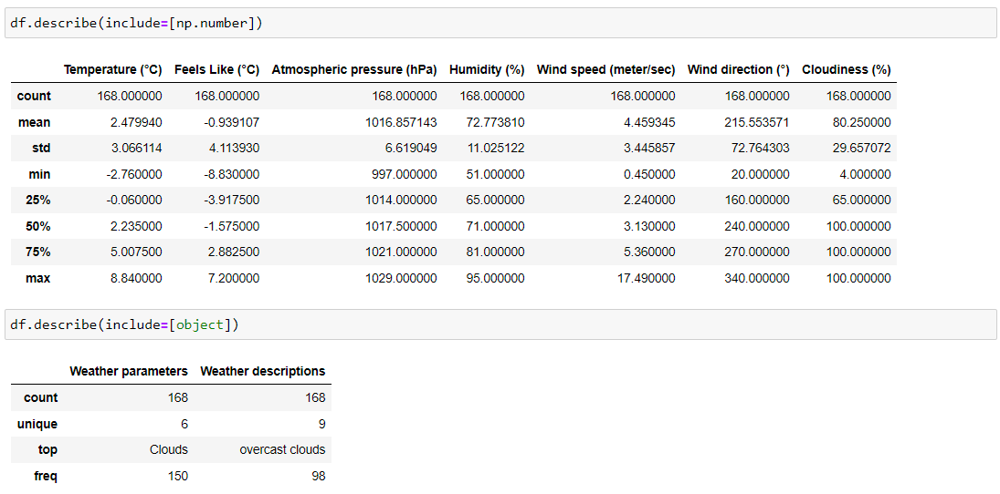 df.describe(include=[np.number])
Temperature (°C) Feels Like (°C) Atmospheric pressure (hPa) Humidity (%) Wind speed (meter/sec) Wind direction (°) Cloudiness (%)
count 168.000000 168.000000 168.000000 168.000000 168.000000 168.000000 168.000000
mean 2.479940 -0.939107 1016.857143 72.773810 4.459345 215.553571 80.250000
std 3.066114 4.113930 6.619049 11.025122 3.445857 72.764303 29.657072
min -2.760000 -8.830000 997.000000 51.000000 0.450000 20.000000 4.000000
25% -0.060000 -3.917500 1014.000000 65.000000 2.240000 160.000000 65.000000
50% 2.235000 -1.575000 1017.500000 71.000000 3.130000 240.000000 100.000000
75% 5.007500 2.882500 1021.000000 81.000000 5.360000 270.000000 100.000000
max 8.840000 7.200000 1029.000000 95.000000 17.490000 340.000000 100.000000
df.describe(include=[object])
Weather parameters Weather descriptions
count 168 168
unique 6 9
top Clouds overcast clouds
freq 150 98